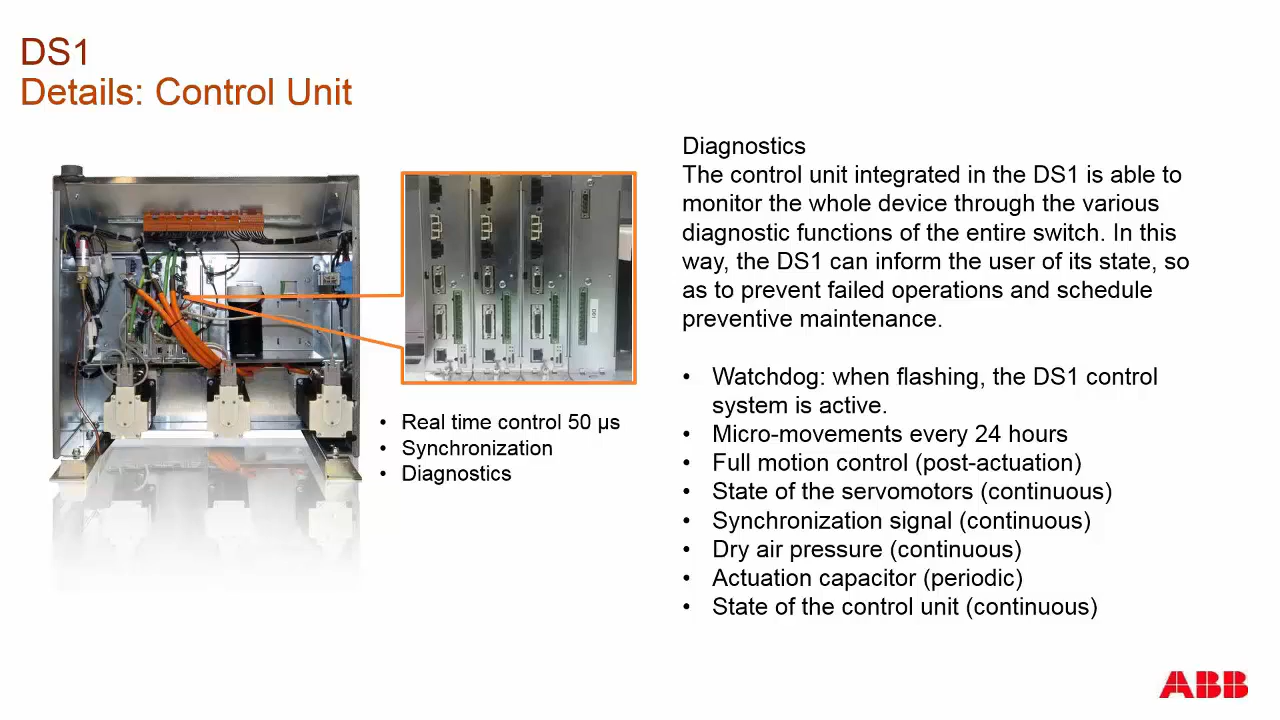 DS1
Details: Control Unit
• Real time control 50 μs
• Synchronization
• Diagnostics
Diagnostics
The control unit integrated in the DS1 is able to
monitor the whole device through the various
diagnostic functions of the entire switch. In this
way, the DS1 can inform the user of its state, so
as to prevent failed operations and schedule
preventive maintenance.
• Watchdog: when flashing, the DS1 control
system is active.
• Micro-movements every 24 hours
• Full motion control (post-actuation)
• State of the servomotors (continuous)
• Synchronization signal (continuous)
• Dry air pressure (continuous)
• Actuation capacitor (periodic)
• State of the control unit (continuous)
ABB